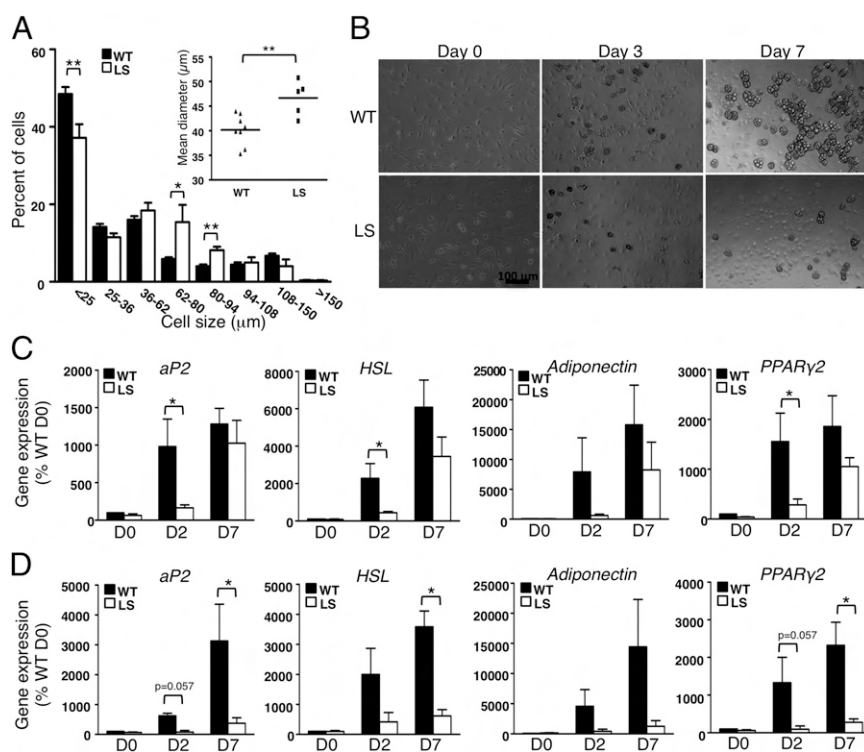 A
60
40
20
0
Percent of cells
WT
LS
**
*
**
<25
25-36
36-62
62-80
80-94
94-108
108-150
>150
Cell size (μm)
**
55
50
45
40
35
30
Mean diameter (μm)
WT
LS
B
Day 0
Day 3
Day 7
WT
LS
100 μm
C
Gene expression
(% WT D0)
aP2
WT
LS
2000
1500
1000
500
0
*
D0
D2
D7
HSL
WT
LS
8000
6000
4000
2000
0
*
D0
D2
D7
Adiponectin
WT
LS
25000
20000
15000
10000
5000
0
D0
D2
D7
PPARγ2
WT
LS
3000
2000
1000
0
*
D0
D2
D7
D
Gene expression
(% WT D0)
aP2
WT
LS
5000
4000
3000
2000
1000
0
p=0.057
*
D0
D2
D7
HSL
WT
LS
5000
4000
3000
2000
1000
0
*
D0
D2
D7
Adiponectin
WT
LS
25000
20000
15000
10000
5000
0
D0
D2
D7
PPARγ2
WT
LS
4000
3000
2000
1000
0
p=0.057
*
D0
D2
D7